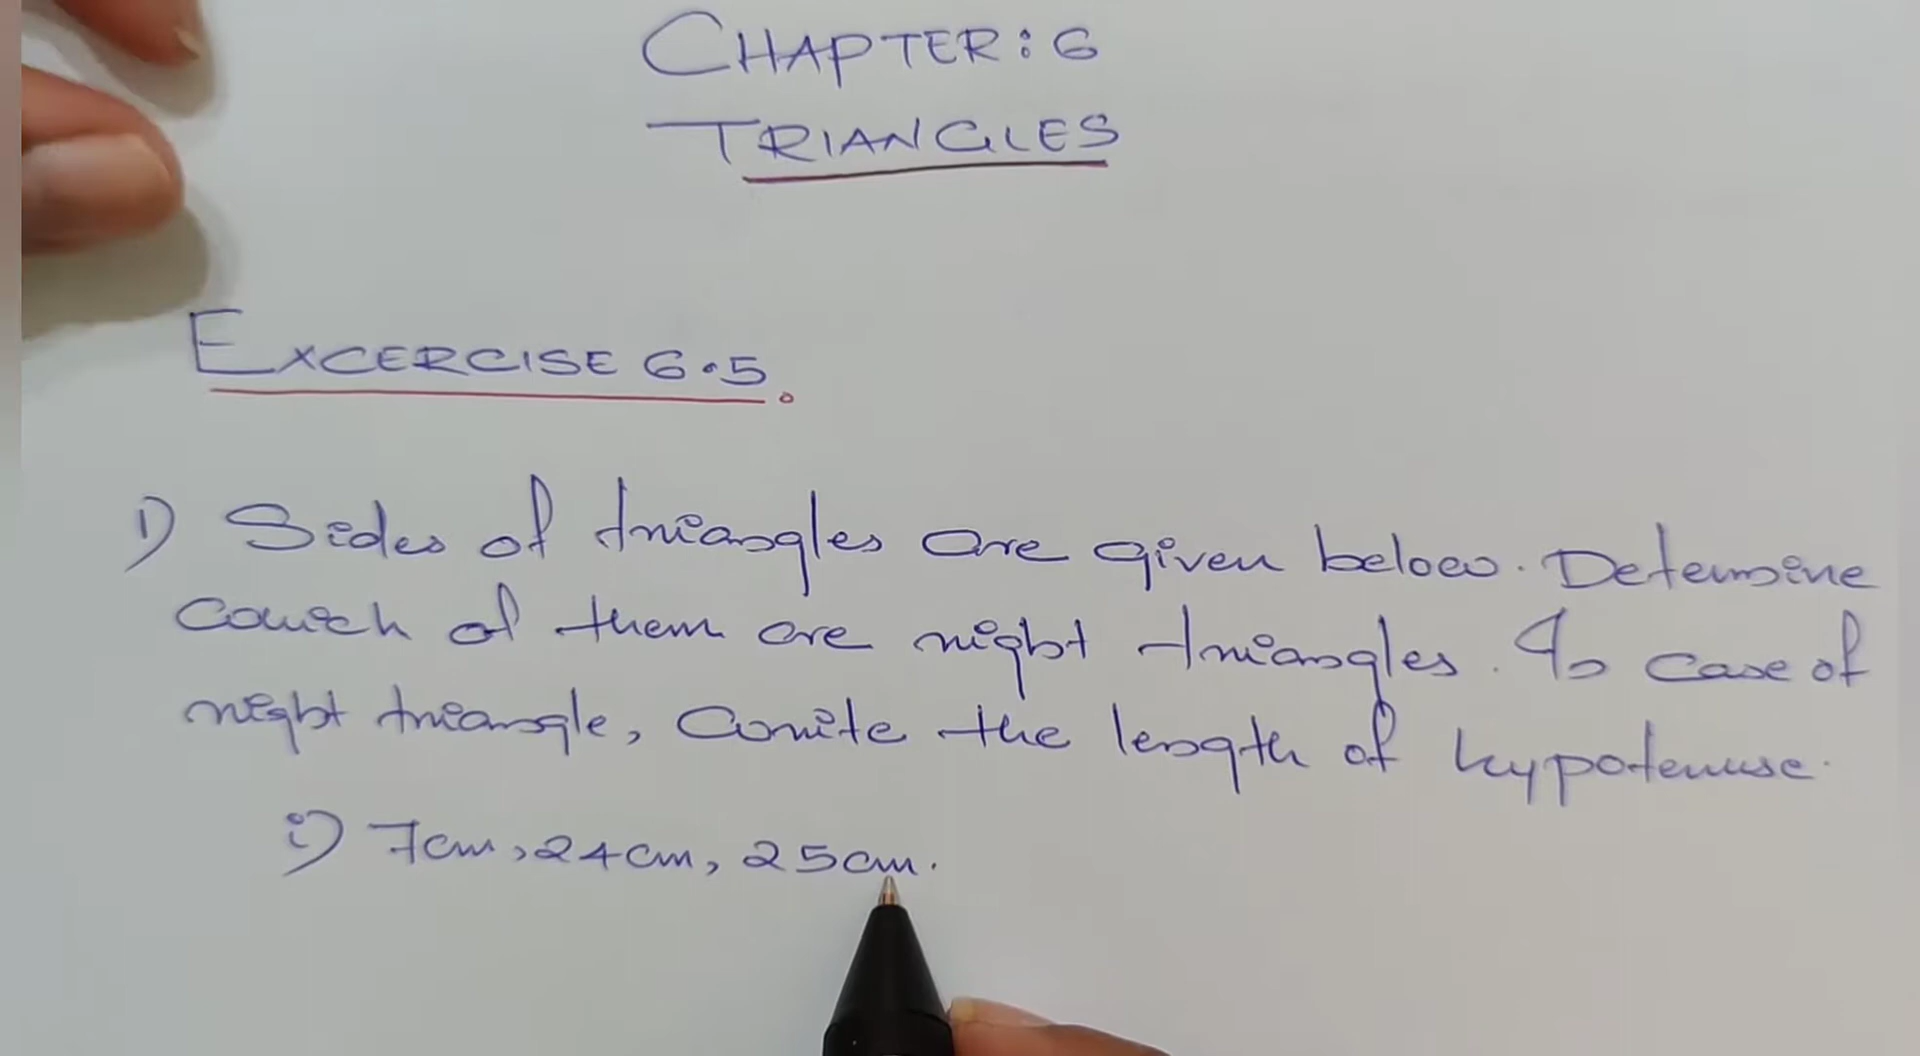 CHAPTER: 6
TRIANGLES
EXCERCISE 6.5.
1) Sides of triangles are given below. Determine
which of them are right triangles. In case of
right triangle, write the length of hypotenuse.
i) 7cm, 24cm, 25cm.